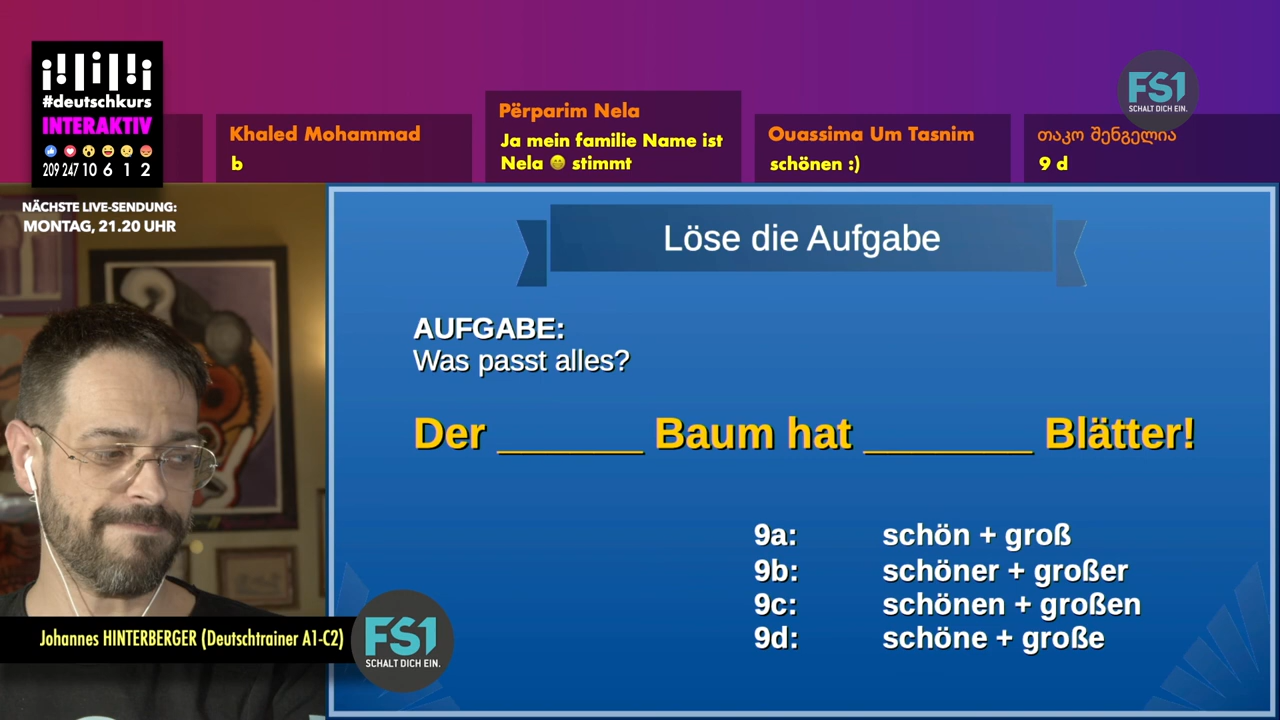 #deutschkurs
INTERAKTIV
209 247 10 6 1 2
NÄCHSTE LIVE-SENDUNG:
MONTAG, 21.20 UHR
Khaled Mohammad
b
Përparim Nela
Ja mein familie Name ist
Nela 😁 stimmt
Ouassima Um Tasnim
schönen :)
თაკო შენგელია
9 d
FS1
SCHALT DICH EIN.
Löse die Aufgabe
AUFGABE:
Was passt alles?
Der ______ Baum hat _______ Blätter!
9a: schön + groß
9b: schöner + großer
9c: schönen + großen
9d: schöne + große
Johannes HINTERBERGER (Deutschtrainer A1-C2)
FS1
SCHALT DICH EIN.